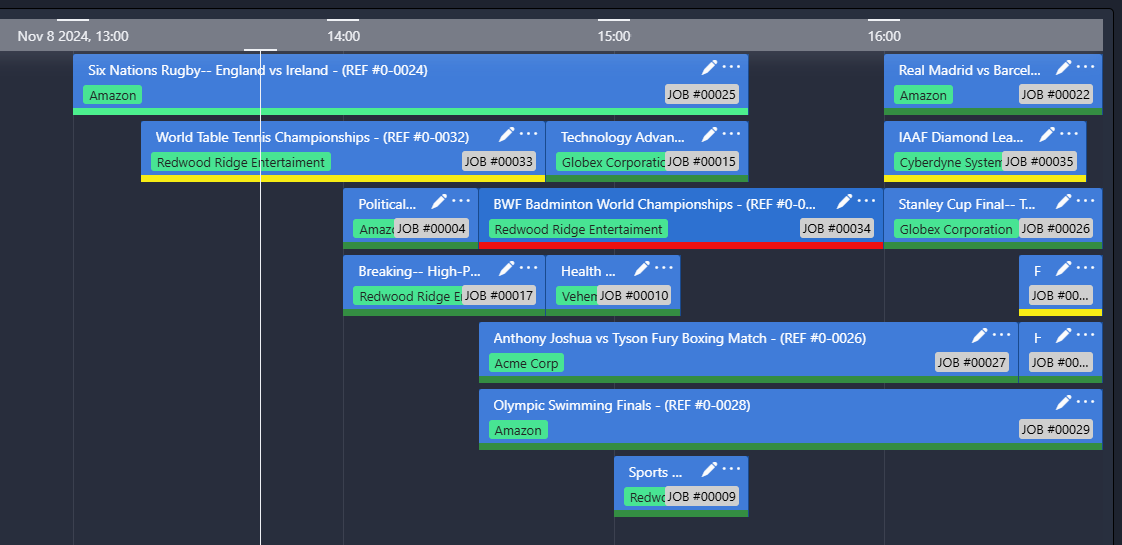 Nov 8 2024, 13:00 14:00 15:00 16:00
Six Nations Rugby-- England vs Ireland - (REF #0-0024)
Amazon JOB #00025
Real Madrid vs Barcel...
Amazon JOB #00022
World Table Tennis Championships - (REF #0-0032)
Redwood Ridge Entertaiment JOB #00033
Technology Advan...
Globex Corporatic JOB #00015
IAAF Diamond Lea...
Cyberdyne System JOB #00035
Political...
Amaz JOB #00004
BWF Badminton World Championships - (REF #0-0...
Redwood Ridge Entertaiment JOB #00034
Stanley Cup Final-- T...
Globex Corporation JOB #00026
Breaking-- High-P...
Redwood Ridge E JOB #00017
Health ...
Vehem JOB #00010
F
JOB #00...
Anthony Joshua vs Tyson Fury Boxing Match - (REF #0-0026)
Acme Corp JOB #00027
JOB #00...
Olympic Swimming Finals - (REF #0-0028)
Amazon JOB #00029
Sports ...
Redwo JOB #00009